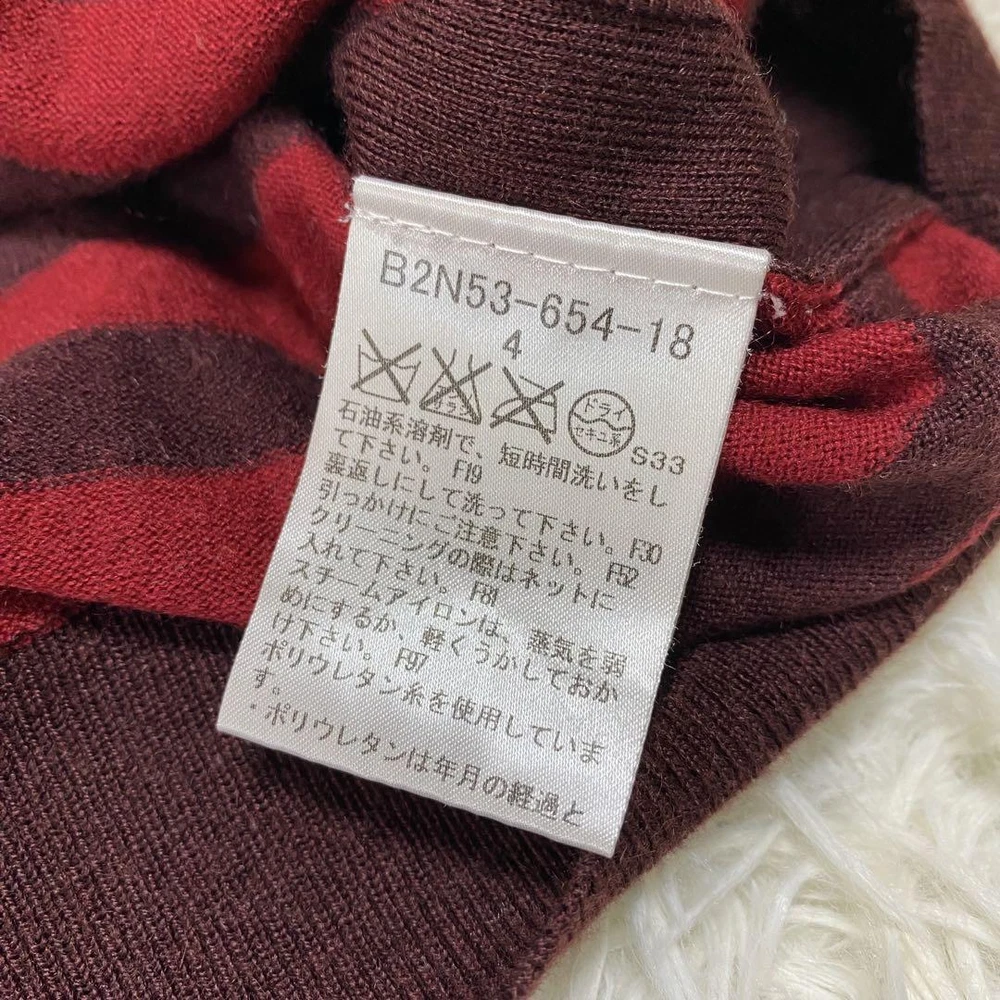 B2N53-654-18
4
エンソ
サラシ
ドライ
セキユ系
S33
石油系溶剤で、短時間洗いをし
て下さい。 F19
裏返しにして洗って下さい。F30
引っかけにご注意下さい。 F52
クリーニングの際はネットに
入れて下さい。 F81
スチームアイロンは、蒸気を弱
めにするか、軽くうかしておか
け下さい。 F97
ポリウレタン糸を使用していま
す。
・ポリウレタンは年月の経過と